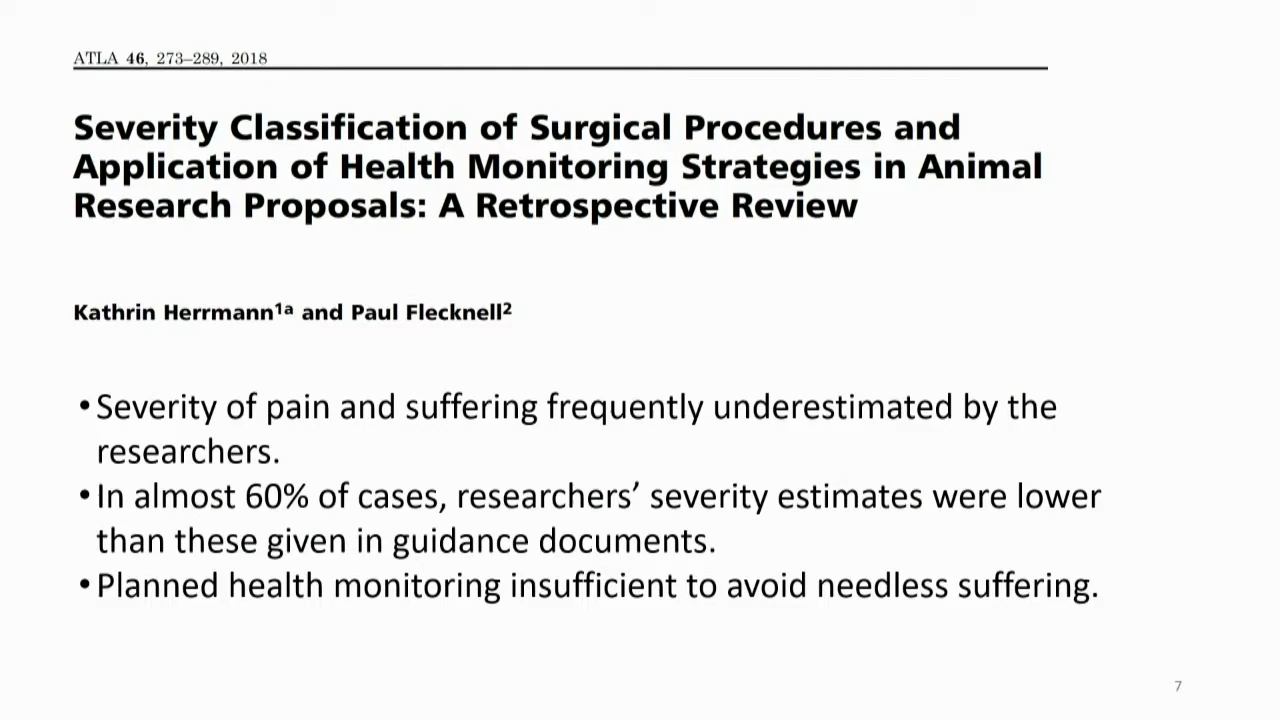 ATLA 46, 273–289, 2018
Severity Classification of Surgical Procedures and
Application of Health Monitoring Strategies in Animal
Research Proposals: A Retrospective Review
Kathrin Herrmann1a and Paul Flecknell2
•Severity of pain and suffering frequently underestimated by the
researchers.
•In almost 60% of cases, researchers’ severity estimates were lower
than these given in guidance documents.
•Planned health monitoring insufficient to avoid needless suffering.
7